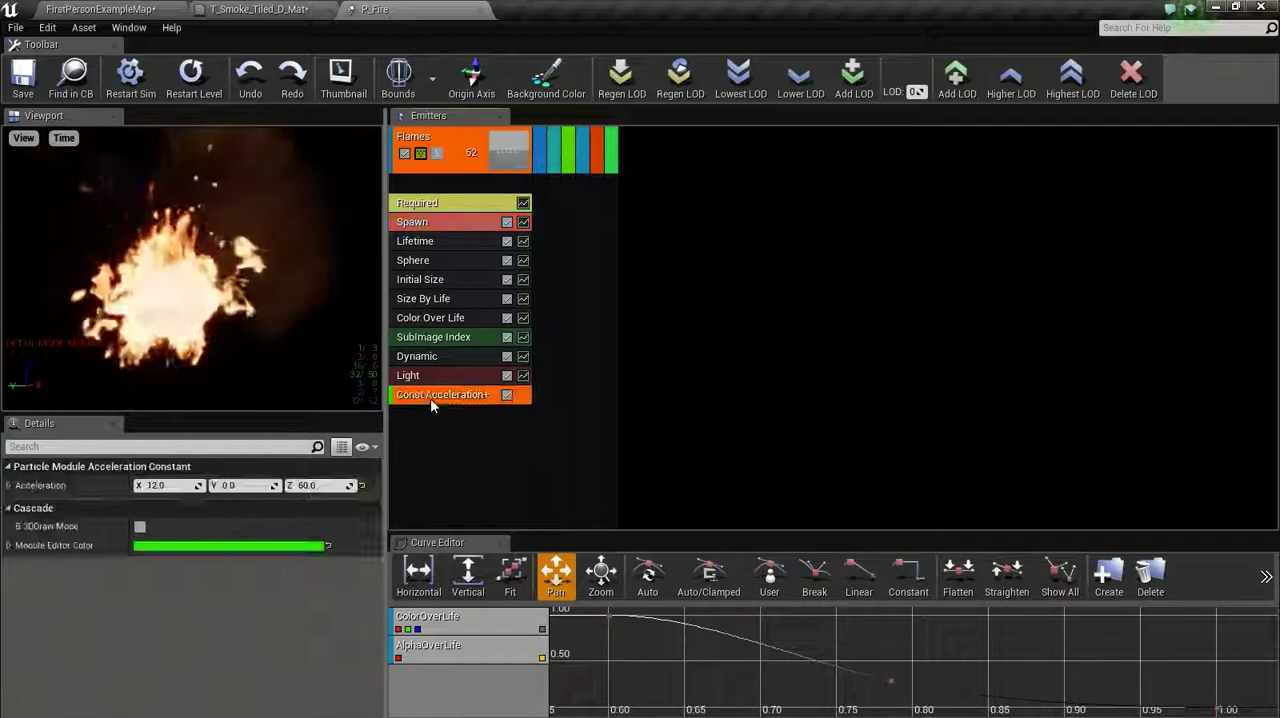 FirstPersonExampleMap*
T_Smoke_Tiled_D_Mat*
P_Fire
File Edit Asset Window Help
Search For Help
Toolbar
Save
Find in CB
Restart Sim
Restart Level
Undo
Redo
Thumbnail
Bounds
Origin Axis
Background Color
Regen LOD
Regen LOD
Lowest LOD
Lower LOD
Add LOD
LOD: 0
Add LOD
Higher LOD
Highest LOD
Delete LOD
Viewport
View Time
Emitters
Flames
52
Required
Spawn
Lifetime
Sphere
Initial Size
Size By Life
Color Over Life
SubImage Index
Dynamic
Light
Const Acceleration+
Details
Search
Particle Module Acceleration Constant
Acceleration X 12.0 Y 0.0 Z 60.0
Cascade
B 3DDraw Mode
Module Editor Color
Curve Editor
Horizontal
Vertical
Fit
Pan
Zoom
Auto
Auto/Clamped
User
Break
Linear
Constant
Flatten
Straighten
Show All
Create
Delete
ColorOverLife
AlphaOverLife
1.00
0.50
5 0.60 0.65 0.70 0.75 0.80 0.85 0.90 0.95 1.00